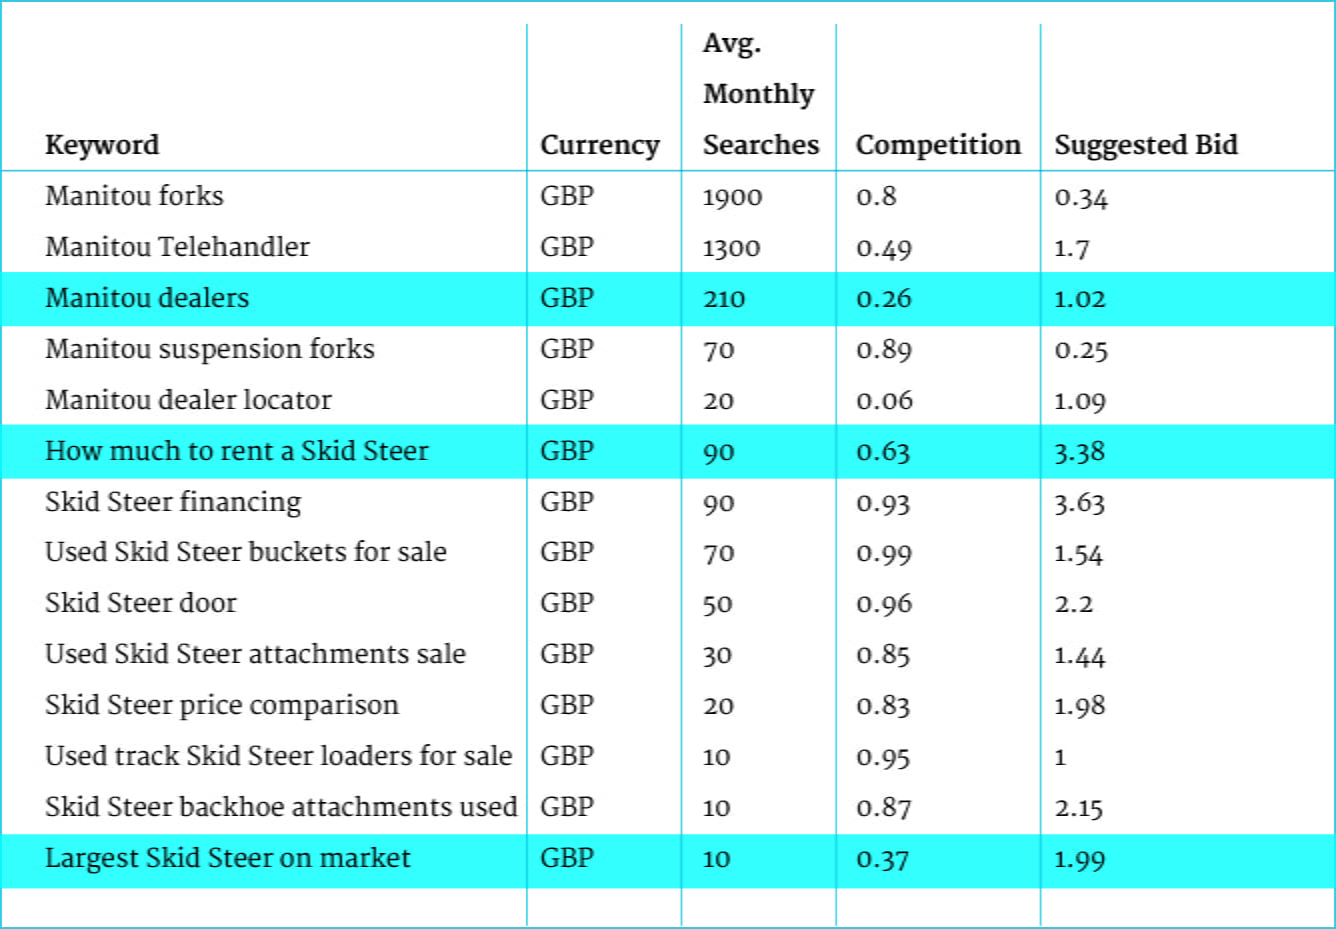 Avg.
Monthly
Keyword Currency Searches Competition Suggested Bid
Manitou forks GBP 1900 0.8 0.34
Manitou Telehandler GBP 1300 0.49 1.7
Manitou dealers GBP 210 0.26 1.02
Manitou suspension forks GBP 70 0.89 0.25
Manitou dealer locator GBP 20 0.06 1.09
How much to rent a Skid Steer GBP 90 0.63 3.38
Skid Steer financing GBP 90 0.93 3.63
Used Skid Steer buckets for sale GBP 70 0.99 1.54
Skid Steer door GBP 50 0.96 2.2
Used Skid Steer attachments sale GBP 30 0.85 1.44
Skid Steer price comparison GBP 20 0.83 1.98
Used track Skid Steer loaders for sale GBP 10 0.95 1
Skid Steer backhoe attachments used GBP 10 0.87 2.15
Largest Skid Steer on market GBP 10 0.37 1.99